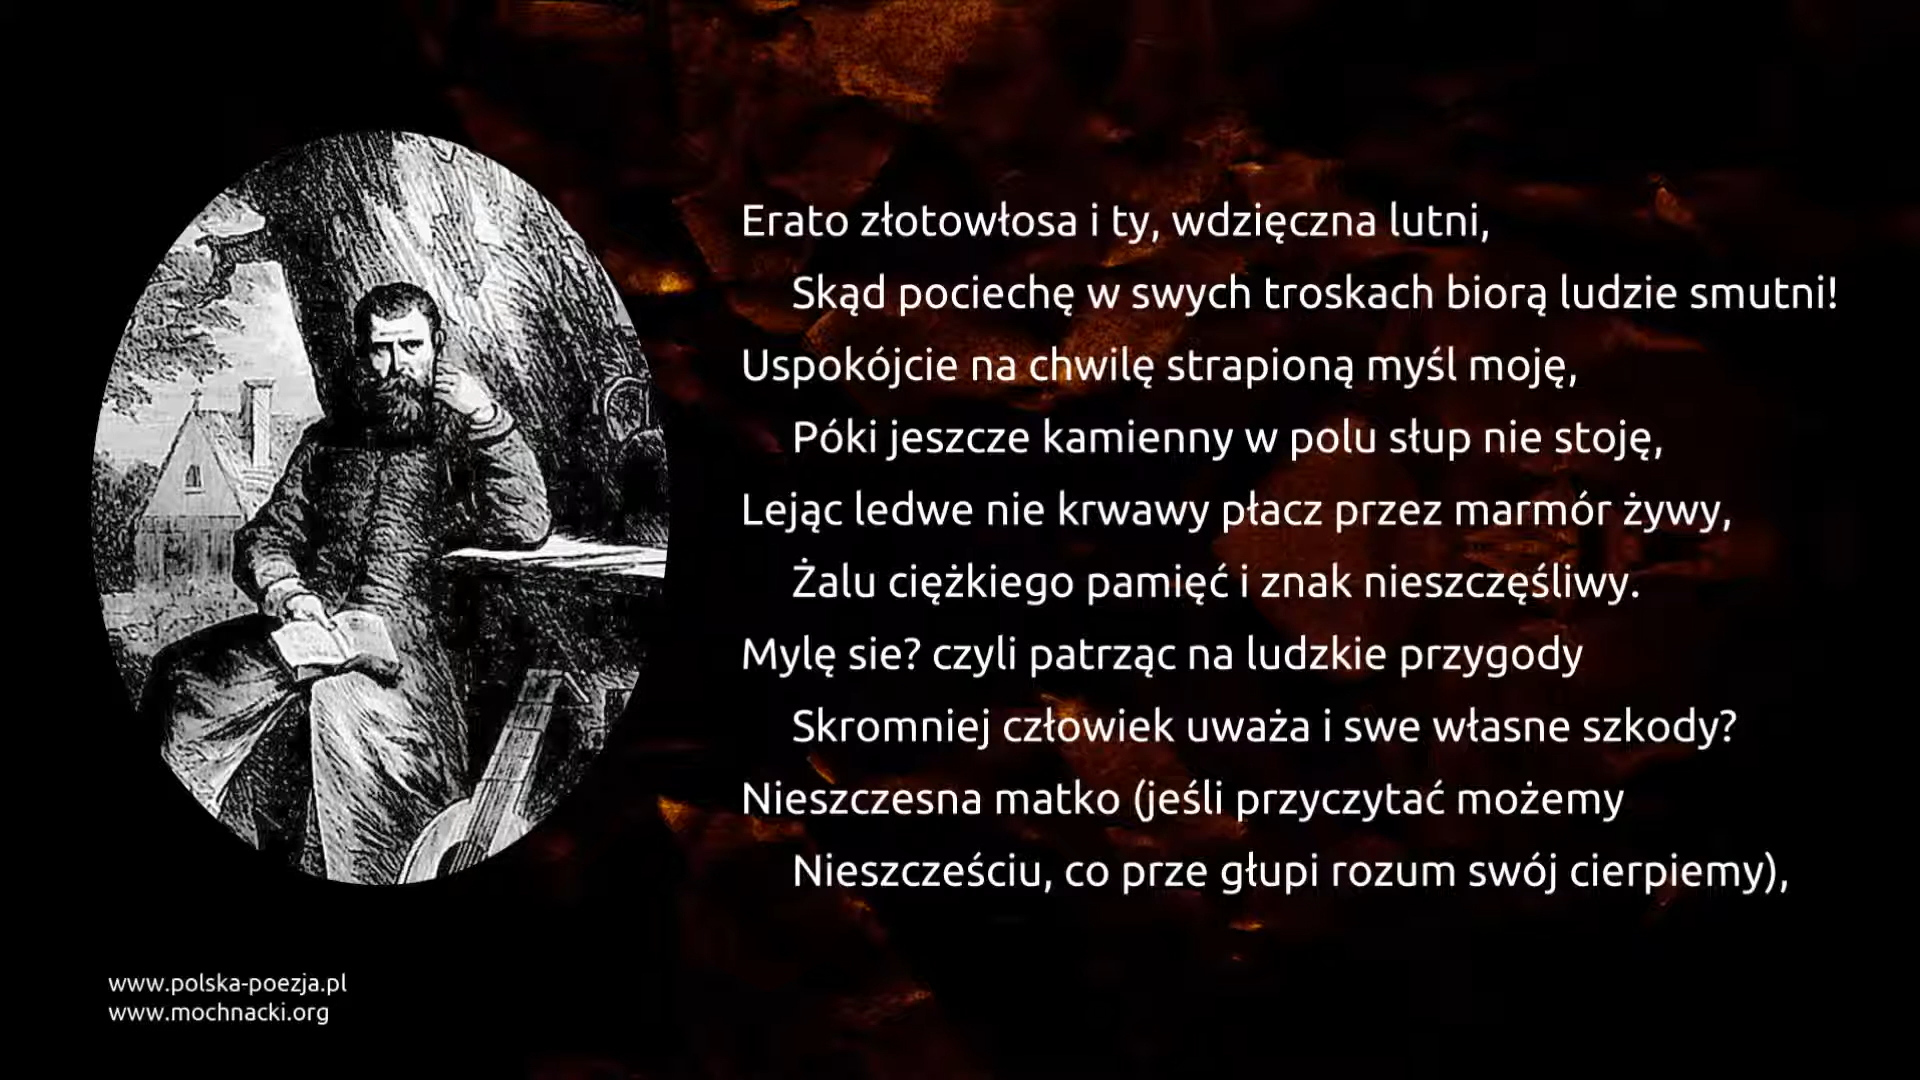 Erato złotowłosa i ty, wdzięczna lutni,
Skąd pociechę w swych troskach biorą ludzie smutni!
Uspokójcie na chwilę strapioną myśl moję,
Póki jeszcze kamienny w polu słup nie stoję,
Lejąc ledwe nie krwawy płacz przez marmór żywy,
Żalu ciężkiego pamięć i znak nieszczęśliwy.
Mylę sie? czyli patrząc na ludzkie przygody
Skromniej człowiek uważa i swe własne szkody?
Nieszczesna matko (jeśli przyczytać możemy
Nieszcześciu, co prze głupi rozum swój cierpiemy),
www.polska-poezja.pl
www.mochnacki.org